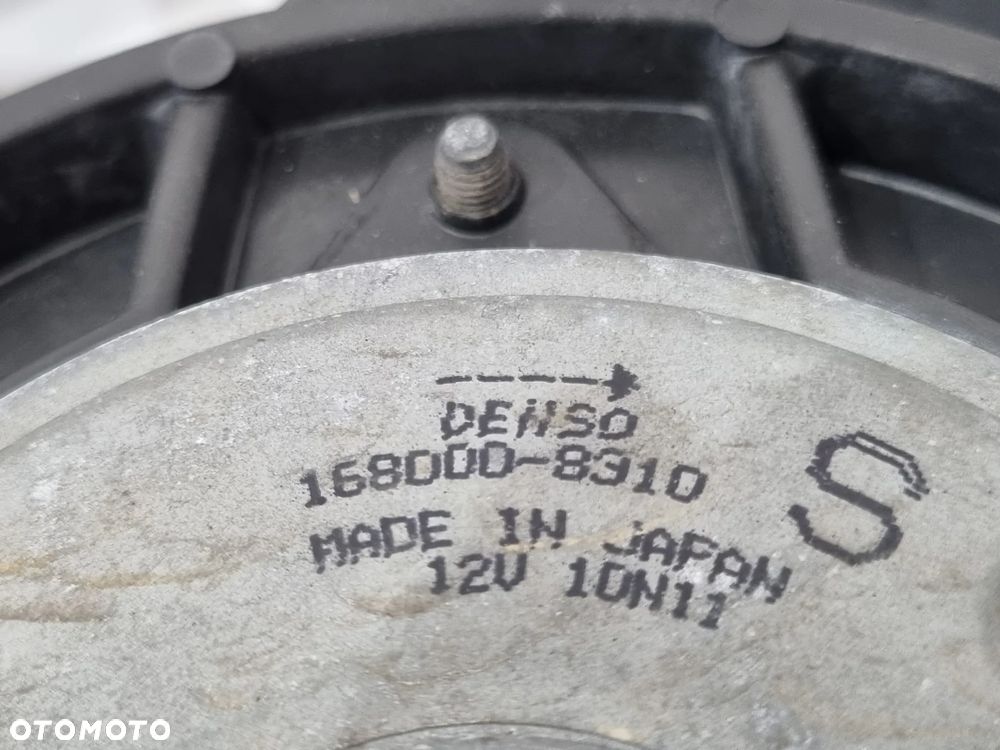 DENSO
168000-8310
MADE IN JAPAN
12V 10N11
S
OTOMOTO